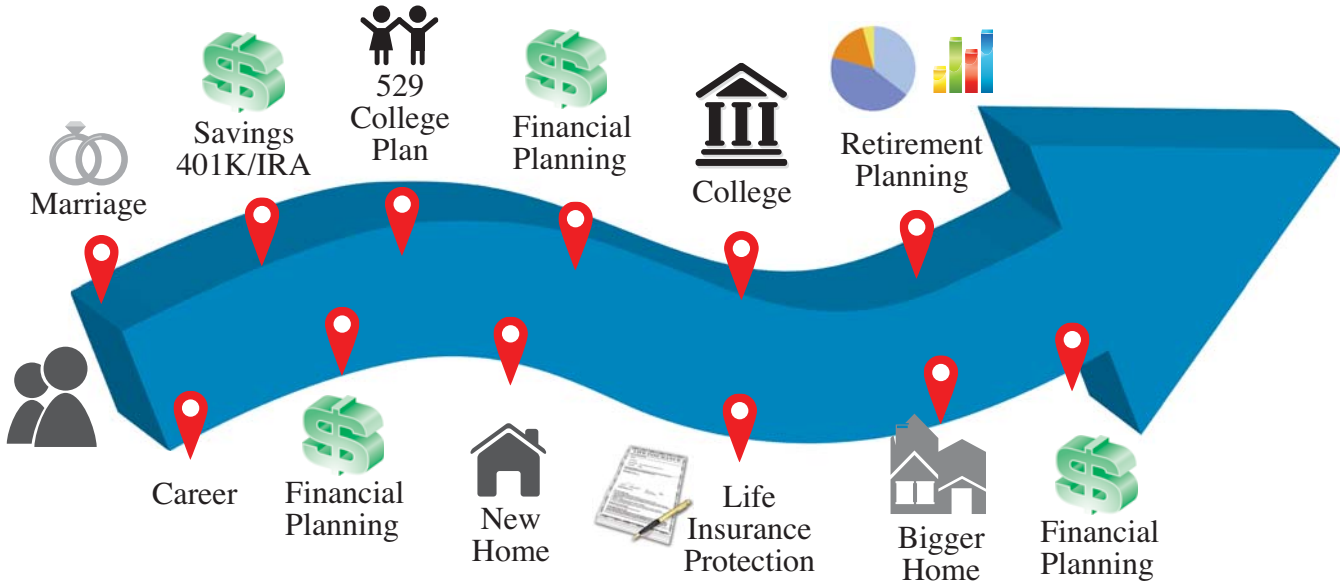 529
College
Plan
Savings
401K/IRA
Financial
Planning
Marriage
College
Retirement
Planning
Career
Financial
Planning
New
Home
Life
Insurance
Protection
Bigger
Home
Financial
Planning